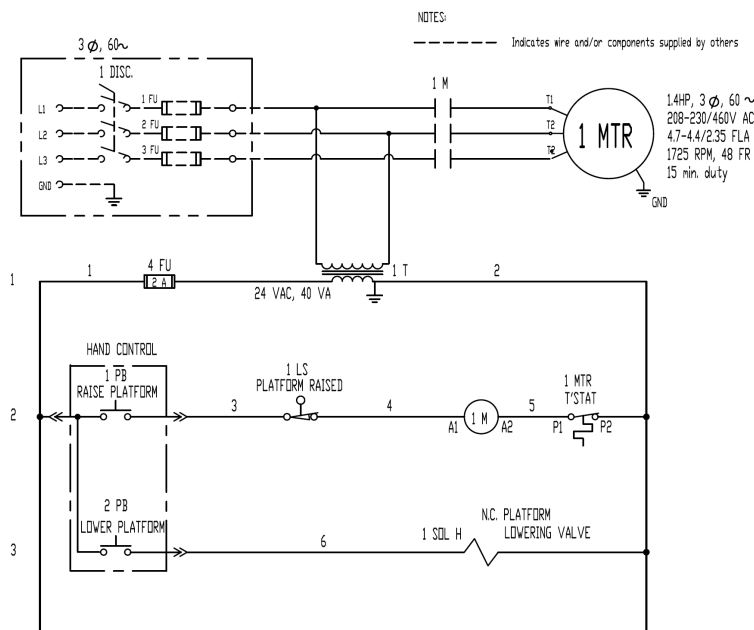 NOTES:
Indicates wire and/or components supplied by others
3 Ø, 60~
1 DISC.
1 FU
2 FU
3 FU
L1
L2
L3
GND
1 M
T1
T2
T2
1 MTR
GND
1.4HP, 3 Ø, 60 ~
208-230/460V AC
4.7-4.4/2.35 FLA
1725 RPM, 48 FR
15 min. duty
1
1
4 FU
2 A
24 VAC, 40 VA
1 T
2
HAND CONTROL
1 PB
RAISE PLATFORM
1 LS
PLATFORM RAISED
1 MTR
T'STAT
2
3
4
A1
1 M
A2
5
P1
P2
2 PB
LOWER PLATFORM
3
6
1 SOL H
N.C. PLATFORM
LOWERING VALVE